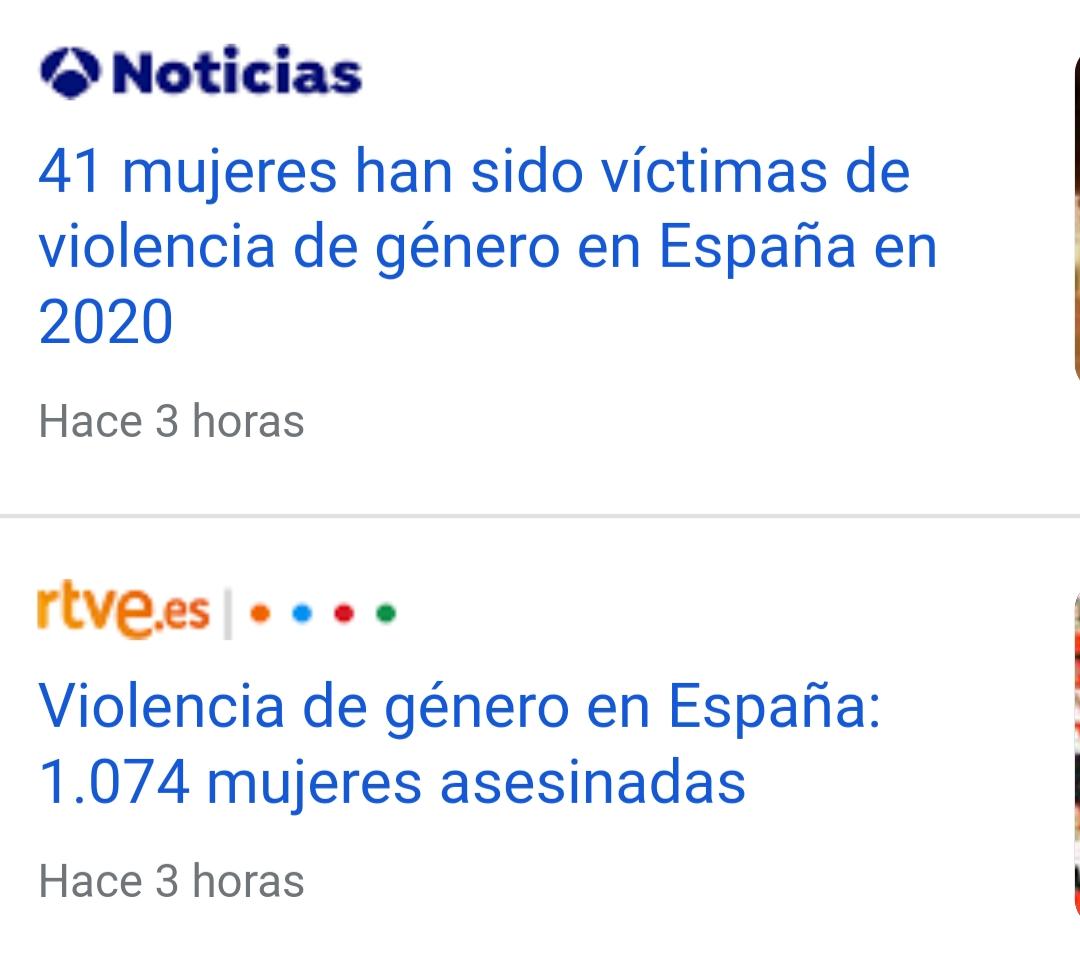 Noticias
41 mujeres han sido víctimas de
violencia de género en España en
2020
Hace 3 horas
rtve.es
Violencia de género en España:
1.074 mujeres asesinadas
Hace 3 horas